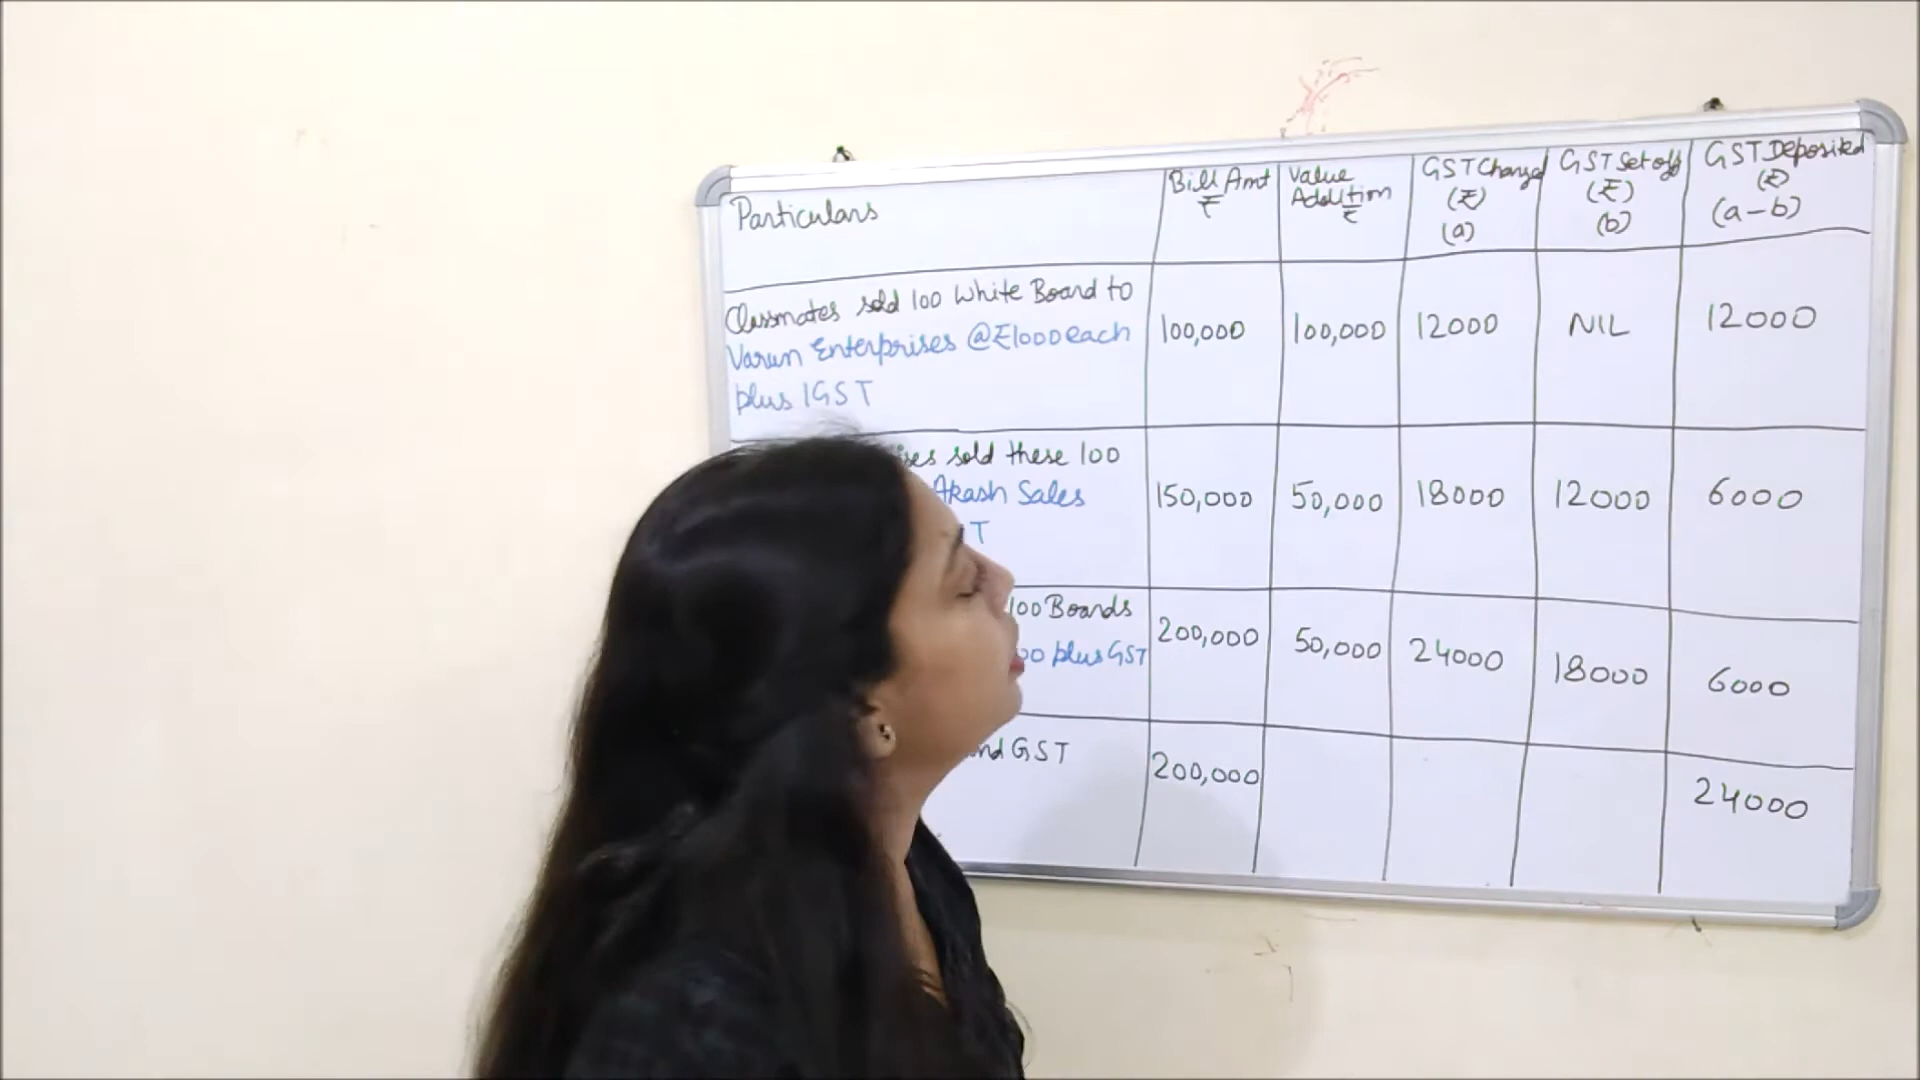 Particulars
Bill Amt
₹
Value
Addition
₹
GST Charged
(₹)
(a)
GST Set off
(₹)
(b)
GST Deposited
(₹)
(a-b)
Classmates sold 100 White Board to
Varun Enterprises @₹1000 each
plus IGST
100,000
100,000
12000
NIL
12000
sold these 100
Akash Sales
150,000
50,000
18000
12000
6000
100 Boards
plus GST
200,000
50,000
24000
18000
6000
GST
200,000
24000